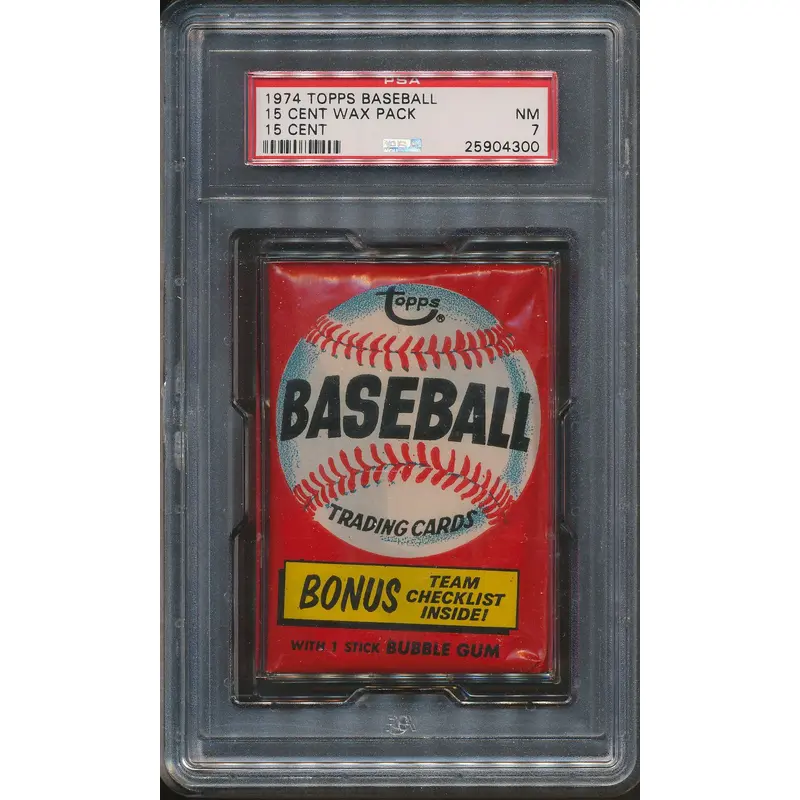 PSA
1974 TOPPS BASEBALL
15 CENT WAX PACK NM
15 CENT 7
25904300
topps
®
BASEBALL
TRADING CARDS
BONUS TEAM
CHECKLIST
INSIDE!
WITH 1 STICK BUBBLE GUM
PSA